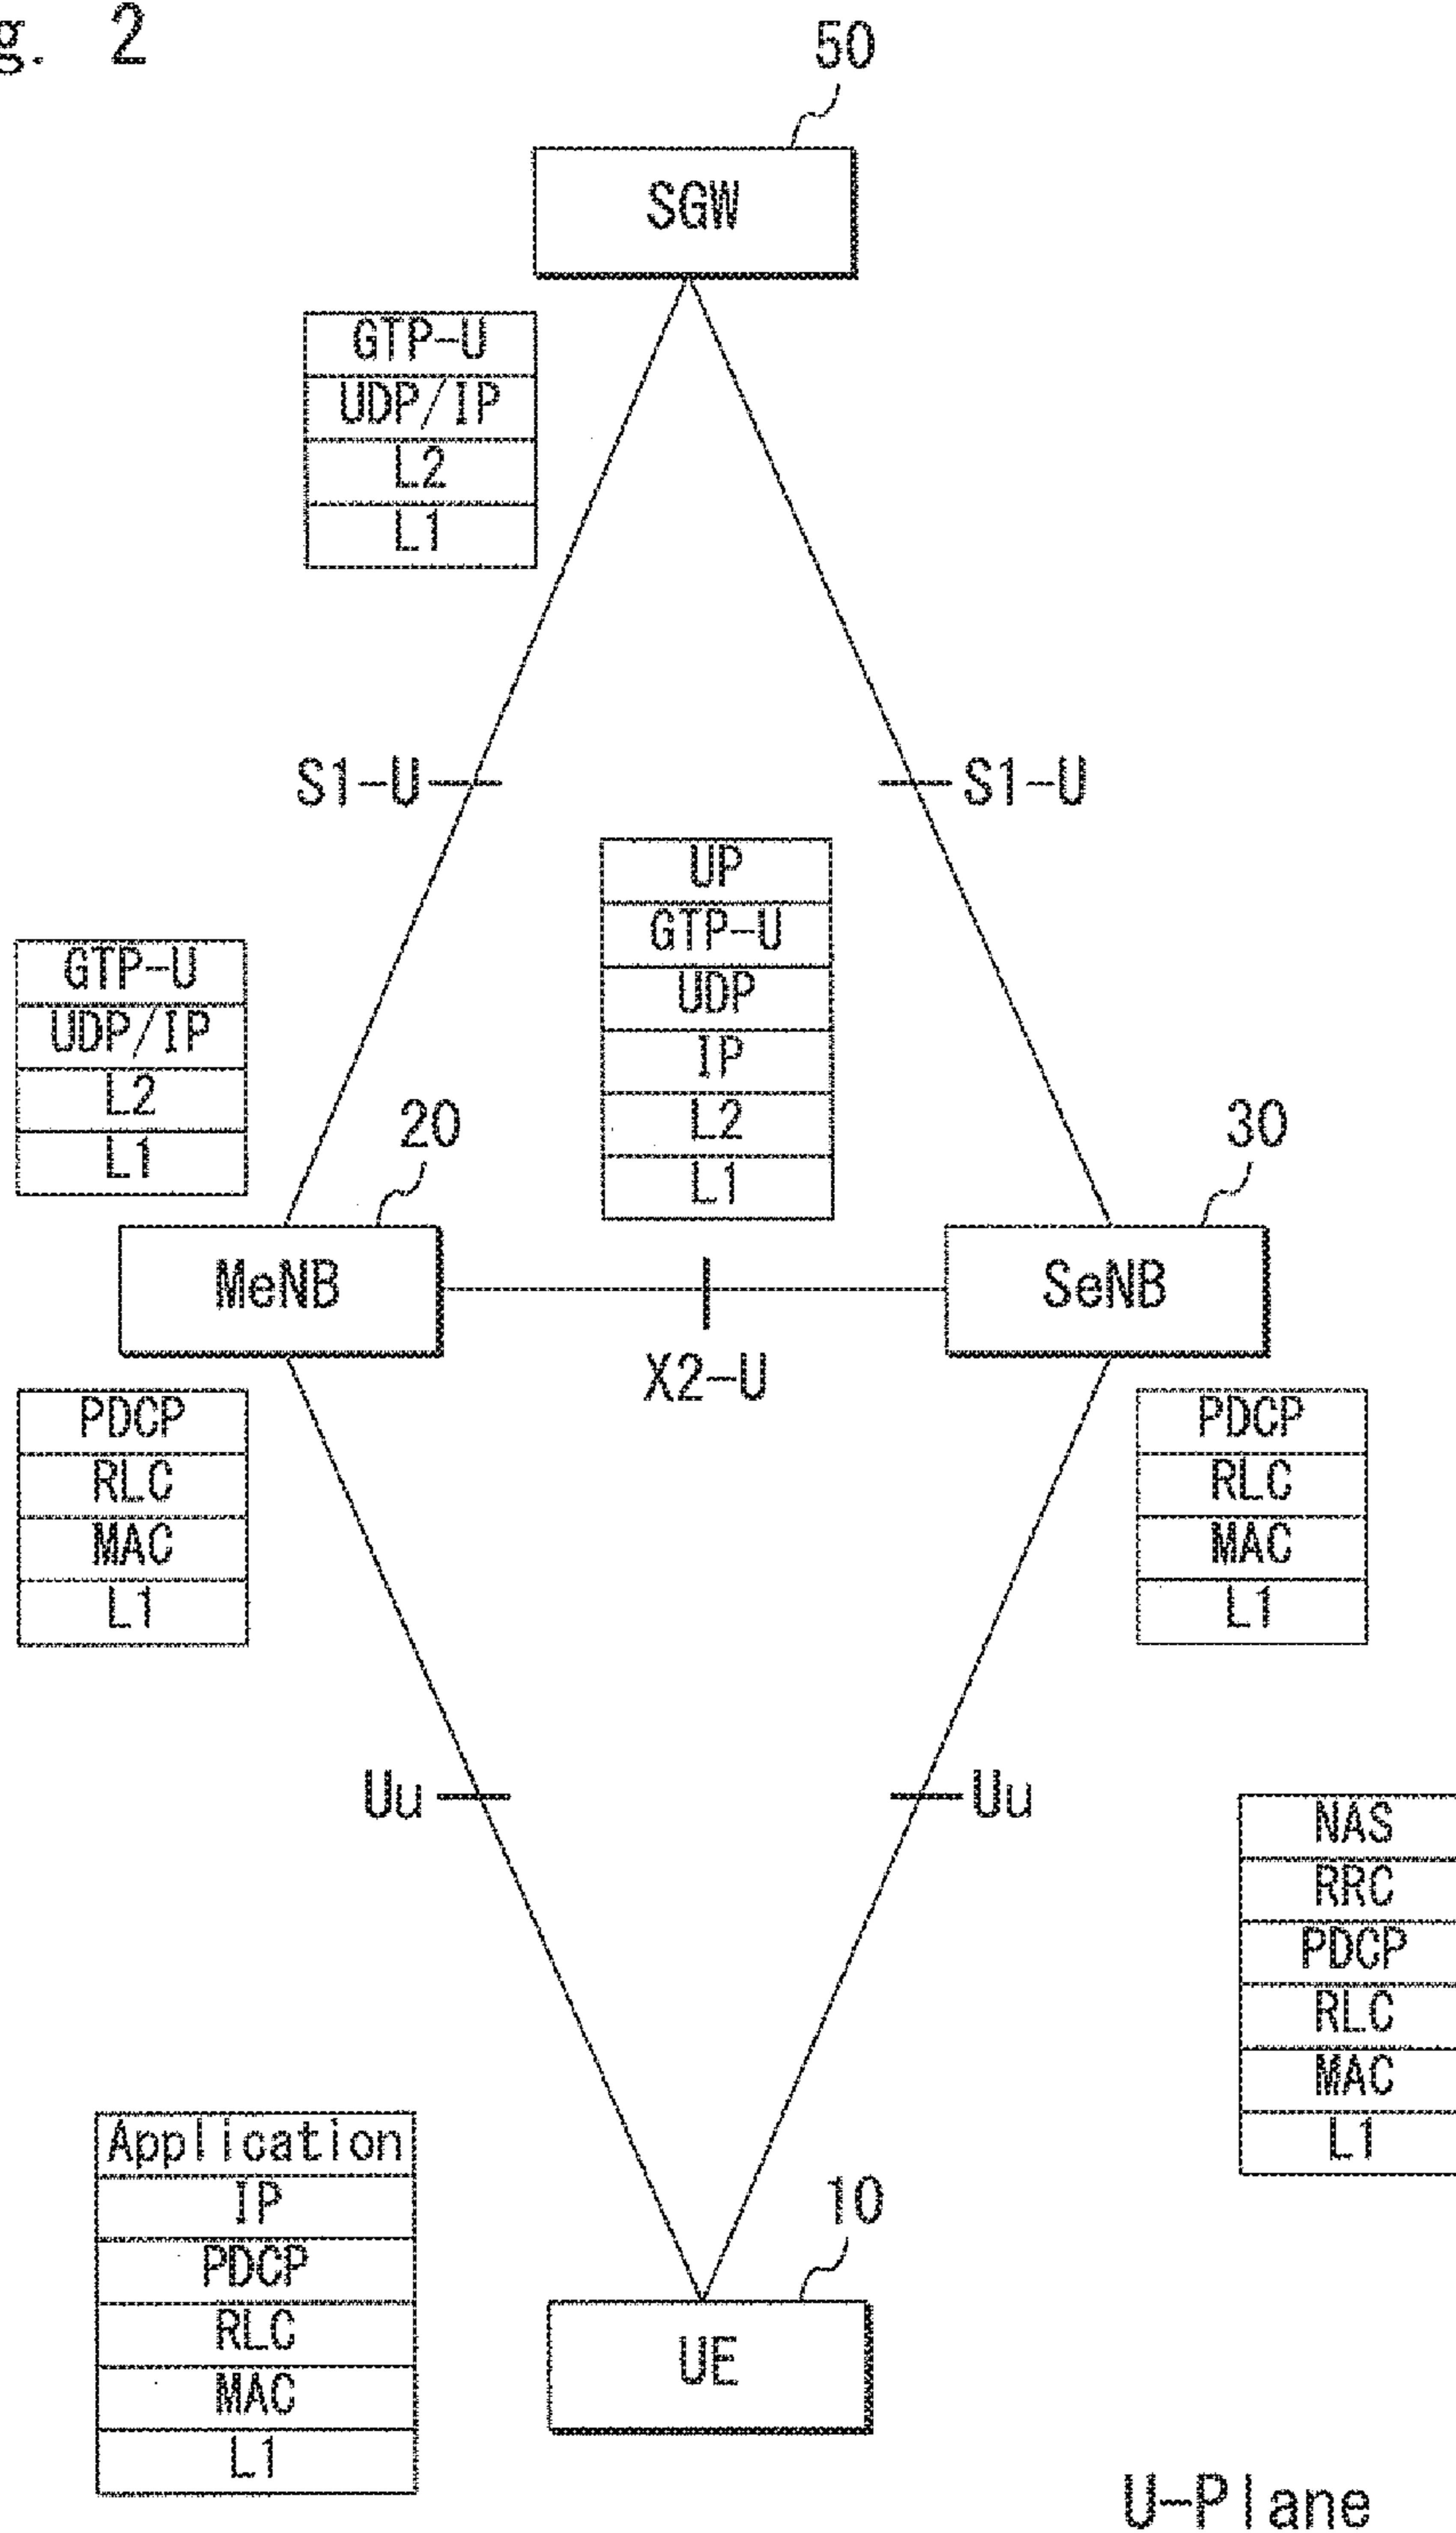 g. 2
50
SGW
GTP-U
UDP/IP
L2
L1
S1-U
S1-U
UP
GTP-U
UDP
IP
L2
L1
GTP-U
UDP/IP
L2
L1
20
30
MeNB
SeNB
X2-U
PDCP
RLC
MAC
L1
PDCP
RLC
MAC
L1
Uu
Uu
NAS
RRC
PDCP
RLC
MAC
L1
Application
IP
PDCP
RLC
MAC
L1
10
UE
U-Plane